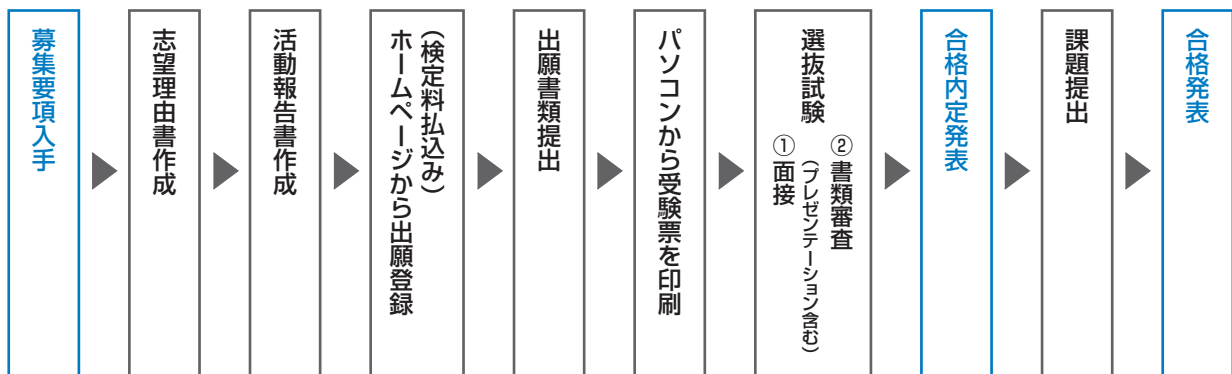 募集要項入手
志望理由書作成
活動報告書作成
ホームページから出願登録
（検定料払込み）
出願書類提出
パソコンから受験票を印刷
選抜試験
①面接
（プレゼンテーション含む）
②書類審査
合格内定発表
課題提出
合格発表